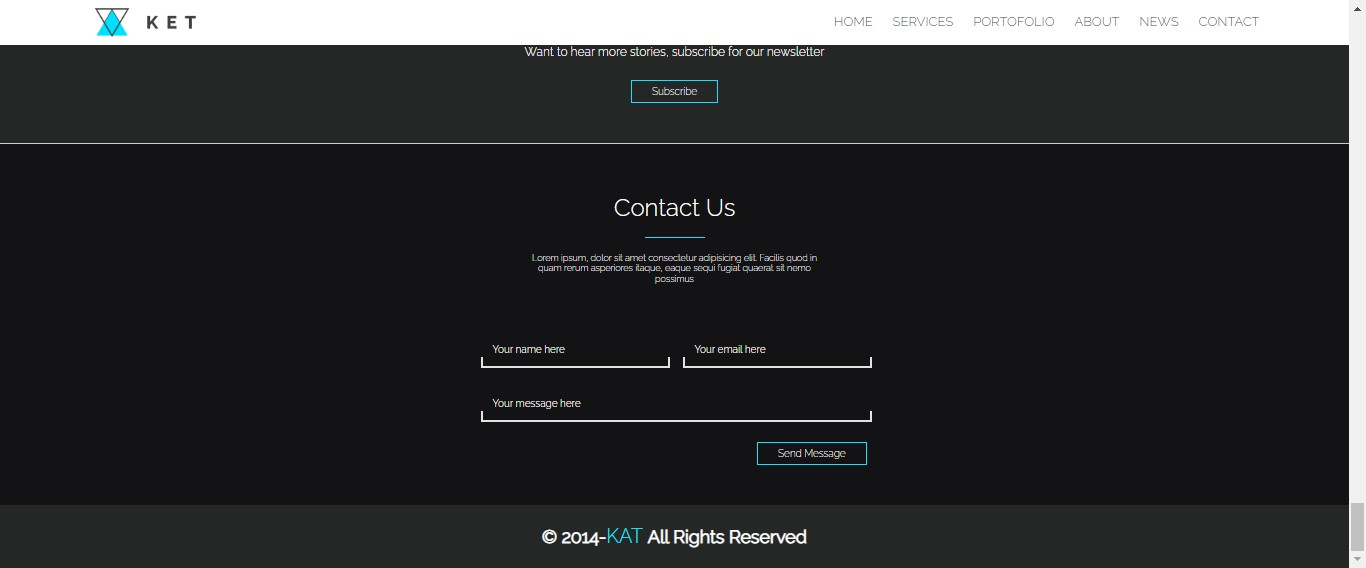 KET
HOME SERVICES PORTOFOLIO ABOUT NEWS CONTACT
Want to hear more stories, subscribe for our newsletter
Subscribe
Contact Us
Lorem ipsum, dolor sit amet consectetur adipisicing elit. Facilis quod in
quam rerum asperiores itaque, eaque sequi fugiat quaerat sit nemo
possimus
Your name here
Your email here
Your message here
Send Message
© 2014-KAT All Rights Reserved